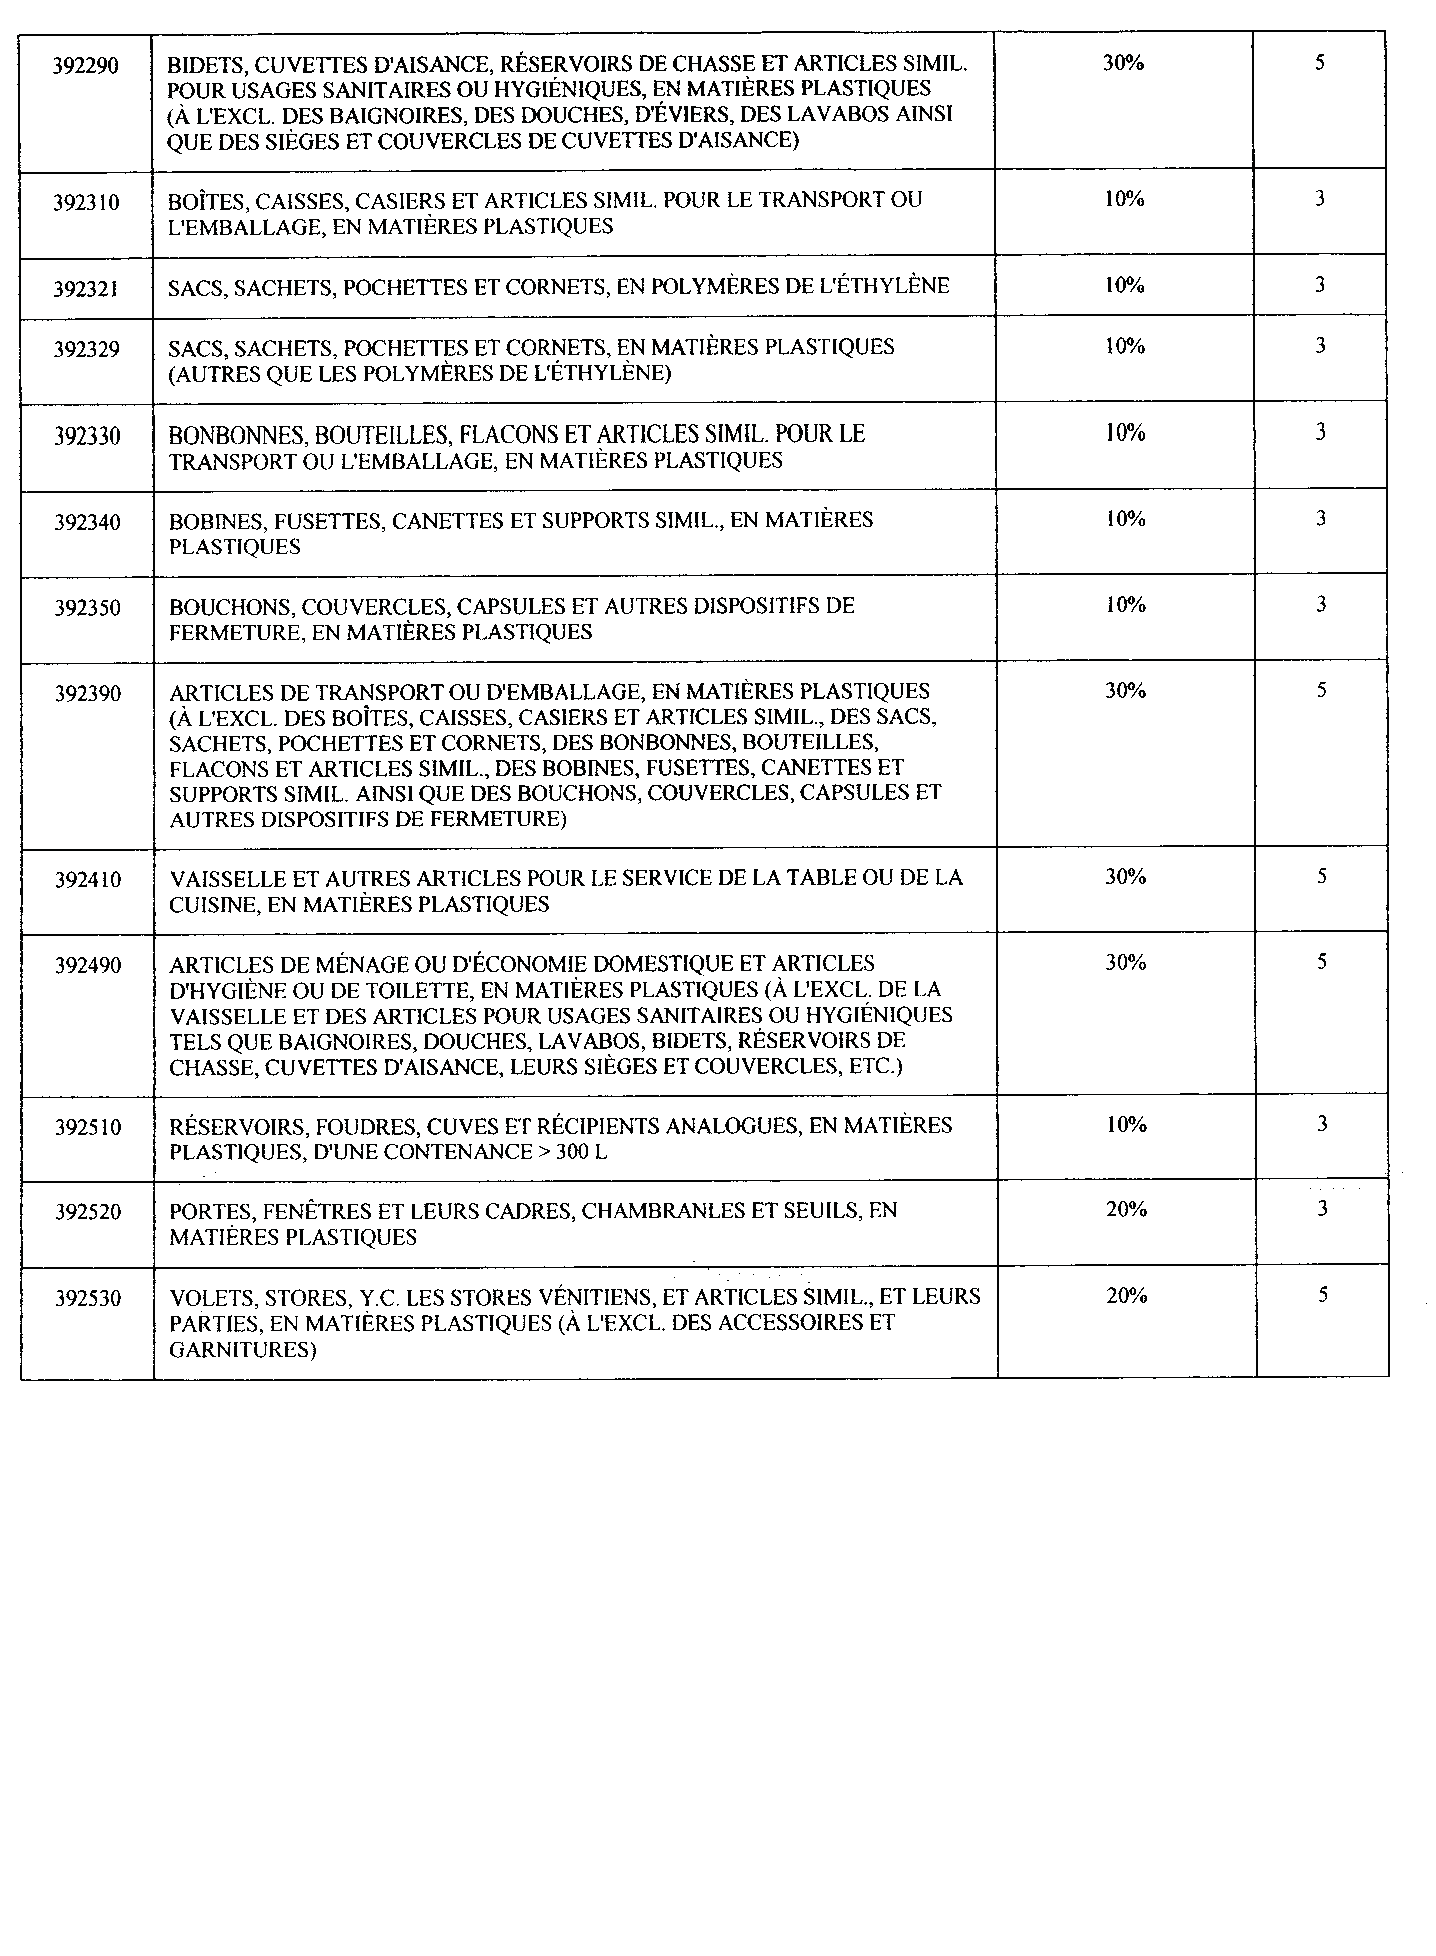 392290 BIDETS, CUVETTES D'AISANCE, RÉSERVOIRS DE CHASSE ET ARTICLES SIMIL. 30% 5
POUR USAGES SANITAIRES OU HYGIÉNIQUES, EN MATIÈRES PLASTIQUES
(À L'EXCL. DES BAIGNOIRES, DES DOUCHES, D'ÉVIERS, DES LAVABOS AINSI
QUE DES SIÈGES ET COUVERCLES DE CUVETTES D'AISANCE)
392310 BOÎTES, CAISSES, CASIERS ET ARTICLES SIMIL. POUR LE TRANSPORT OU 10% 3
L'EMBALLAGE, EN MATIÈRES PLASTIQUES
392321 SACS, SACHETS, POCHETTES ET CORNETS, EN POLYMÈRES DE L'ÉTHYLÈNE 10% 3
392329 SACS, SACHETS, POCHETTES ET CORNETS, EN MATIÈRES PLASTIQUES 10% 3
(AUTRES QUE LES POLYMÈRES DE L'ÉTHYLÈNE)
392330 BONBONNES, BOUTEILLES, FLACONS ET ARTICLES SIMIL. POUR LE 10% 3
TRANSPORT OU L'EMBALLAGE, EN MATIÈRES PLASTIQUES
392340 BOBINES, FUSETTES, CANETTES ET SUPPORTS SIMIL., EN MATIÈRES 10% 3
PLASTIQUES
392350 BOUCHONS, COUVERCLES, CAPSULES ET AUTRES DISPOSITIFS DE 10% 3
FERMETURE, EN MATIÈRES PLASTIQUES
392390 ARTICLES DE TRANSPORT OU D'EMBALLAGE, EN MATIÈRES PLASTIQUES 30% 5
(À L'EXCL. DES BOÎTES, CAISSES, CASIERS ET ARTICLES SIMIL., DES SACS,
SACHETS, POCHETTES ET CORNETS, DES BONBONNES, BOUTEILLES,
FLACONS ET ARTICLES SIMIL., DES BOBINES, FUSETTES, CANETTES ET
SUPPORTS SIMIL. AINSI QUE DES BOUCHONS, COUVERCLES, CAPSULES ET
AUTRES DISPOSITIFS DE FERMETURE)
392410 VAISSELLE ET AUTRES ARTICLES POUR LE SERVICE DE LA TABLE OU DE LA 30% 5
CUISINE, EN MATIÈRES PLASTIQUES
392490 ARTICLES DE MÉNAGE OU D'ÉCONOMIE DOMESTIQUE ET ARTICLES 30% 5
D'HYGIÈNE OU DE TOILETTE, EN MATIÈRES PLASTIQUES (À L'EXCL. DE LA
VAISSELLE ET DES ARTICLES POUR USAGES SANITAIRES OU HYGIÉNIQUES
TELS QUE BAIGNOIRES, DOUCHES, LAVABOS, BIDETS, RÉSERVOIRS DE
CHASSE, CUVETTES D'AISANCE, LEURS SIÈGES ET COUVERCLES, ETC.)
392510 RÉSERVOIRS, FOUDRES, CUVES ET RÉCIPIENTS ANALOGUES, EN MATIÈRES 10% 3
PLASTIQUES, D'UNE CONTENANCE > 300 L
392520 PORTES, FENÊTRES ET LEURS CADRES, CHAMBRANLES ET SEUILS, EN 20% 3
MATIÈRES PLASTIQUES
392530 VOLETS, STORES, Y.C. LES STORES VÉNITIENS, ET ARTICLES SIMIL., ET LEURS 20% 5
PARTIES, EN MATIÈRES PLASTIQUES (À L'EXCL. DES ACCESSOIRES ET
GARNITURES)